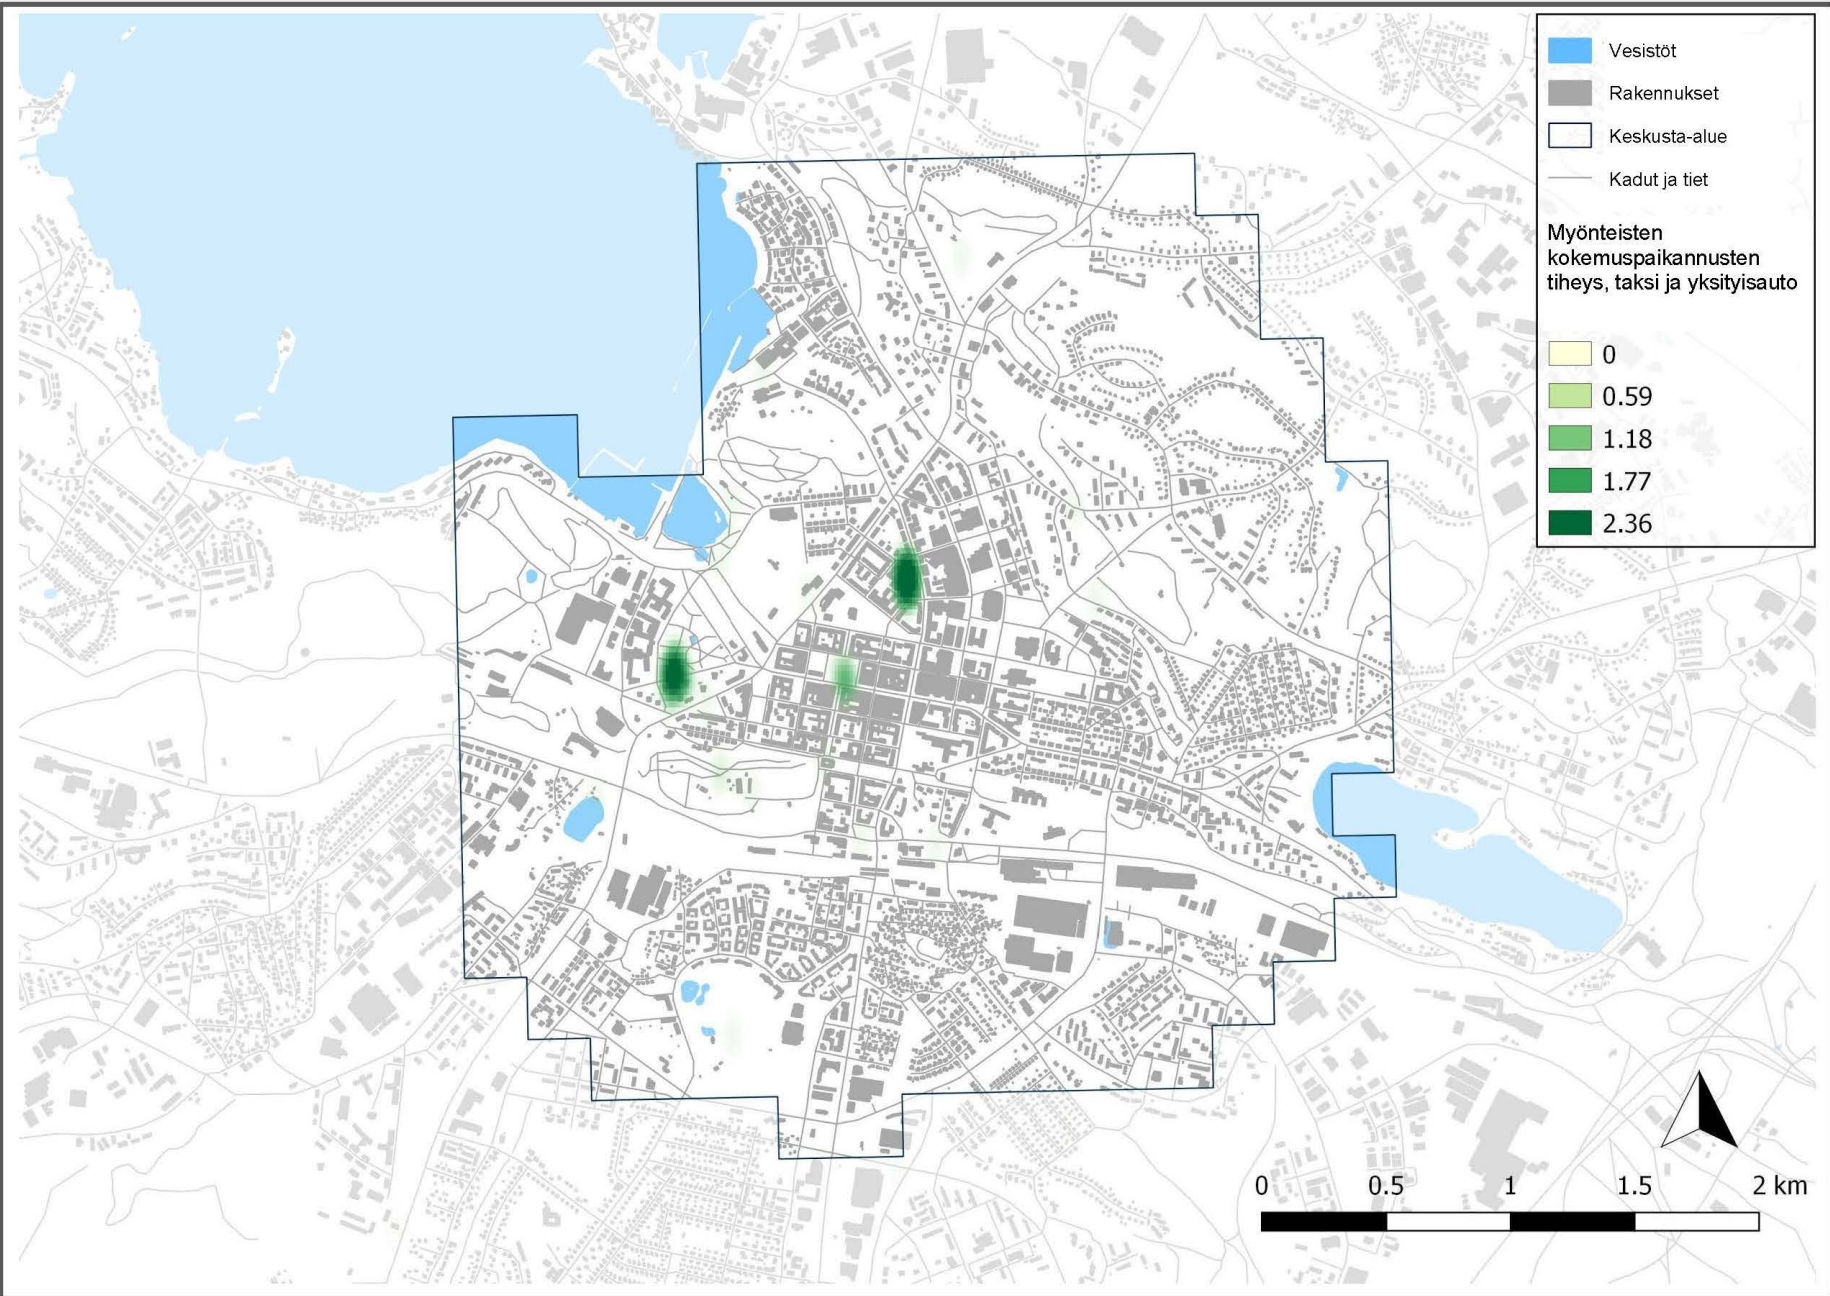 Vesistöt
Rakennukset
Keskusta-alue
Kadut ja tiet
Myönteisten
kokemuspaikannusten
tiheys, taksi ja yksityisauto
0
0.59
1.18
1.77
2.36
0 0.5 1 1.5 2 km